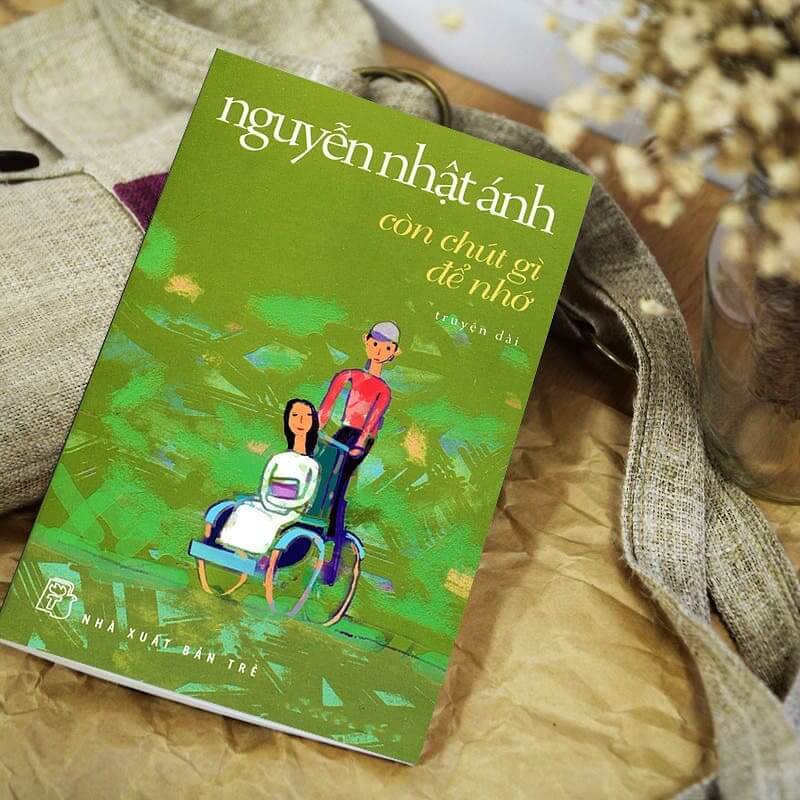 nguyễn nhật ánh
còn chút gì
để nhớ
truyện dài
NHÀ XUẤT BẢN TRẺ